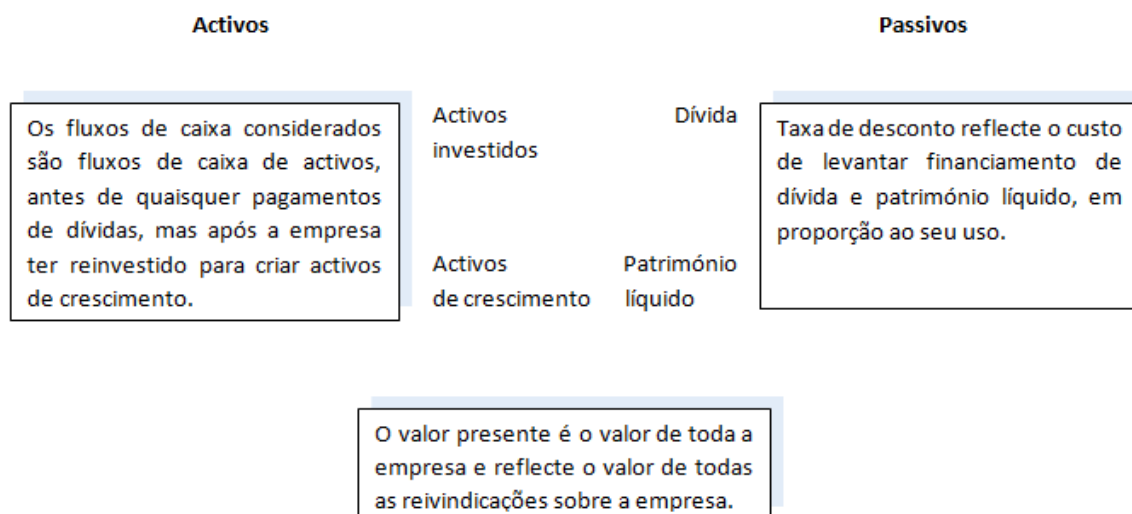 Activos
Passivos
Os fluxos de caixa considerados
são fluxos de caixa de activos,
antes de quaisquer pagamentos
de dívidas, mas após a empresa
ter reinvestido para criar activos
de crescimento.
Activos
investidos
Dívida
Activos
de crescimento
Património
líquido
Taxa de desconto reflecte o custo
de levantar financiamento de
dívida e património líquido, em
proporção ao seu uso.
O valor presente é o valor de toda a
empresa e reflecte o valor de todas
as reivindicações sobre a empresa.